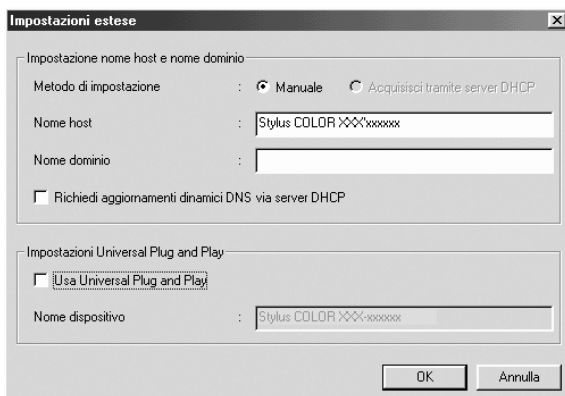 Impostazioni estese
Impostazione nome host e nome dominio
Metodo di impostazione : Manuale Acquisisci tramite server DHCP
Nome host : Stylus COLOR XXX'xxxxxx
Nome dominio :
Richiedi aggiornamenti dinamici DNS via server DHCP
Impostazioni Universal Plug and Play
Usa Universal Plug and Play
Nome dispositivo : Stylus COLOR XXX-xxxxxx
OK Annulla